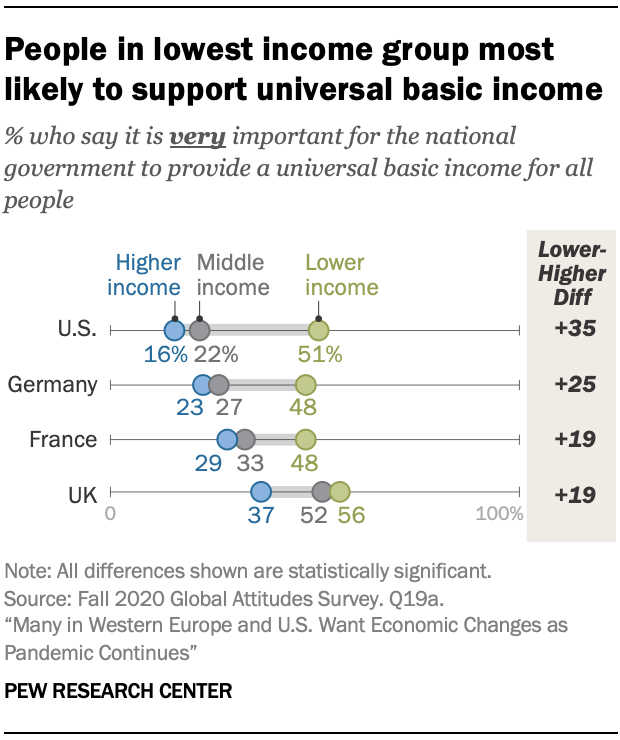 People in lowest income group most
likely to support universal basic income
% who say it is very important for the national
government to provide a universal basic income for all
people
Lower-
Higher
Diff
Higher
income
Middle
income
Lower
income
U.S.
16%
22%
51%
+35
Germany
23
27
48
+25
France
29
33
48
+19
UK
37
52
56
+19
0
100%
Note: All differences shown are statistically significant.
Source: Fall 2020 Global Attitudes Survey. Q19a.
“Many in Western Europe and U.S. Want Economic Changes as
Pandemic Continues”
PEW RESEARCH CENTER